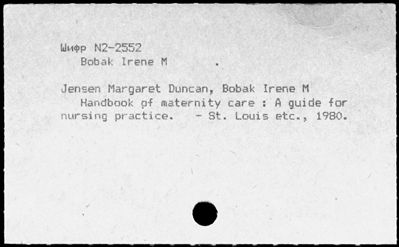 Шифр N2-2552
Bobak Irene M .
Jensen Margaret Duncan, Bobak Irene M
Handbook of maternity care : A guide for
nursing practice. - St. Louis etc., 1980.